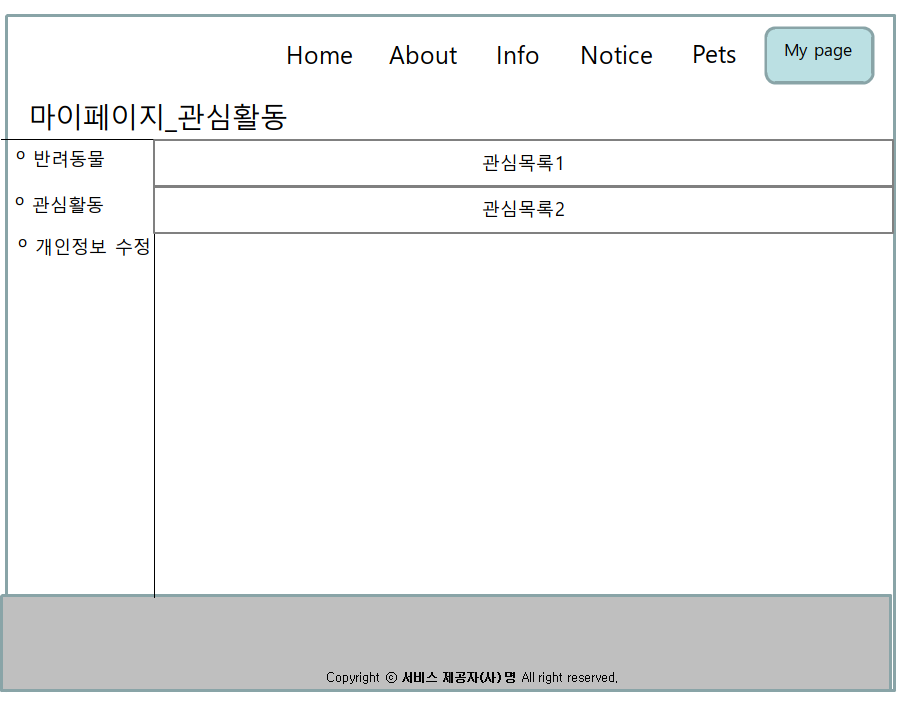 Home About Info Notice Pets My page
마이페이지_관심활동
ㅇ 반려동물
관심목록1
ㅇ 관심활동
관심목록2
ㅇ 개인정보 수정
Copyright ⓒ 서비스 제공자(사)명 All right reserved.